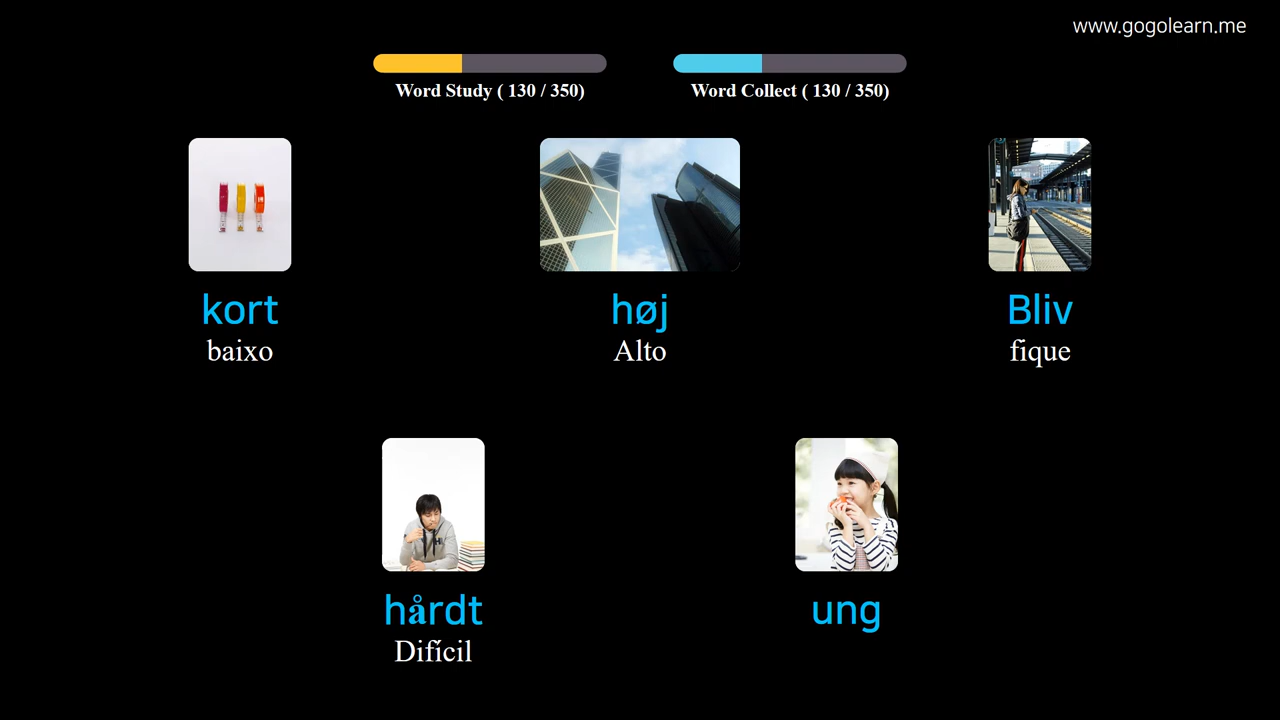 www.gogolearn.me
Word Study ( 130 / 350)
Word Collect ( 130 / 350)
kort
baixo
høj
Alto
Bliv
fique
hårdt
Difícil
ung